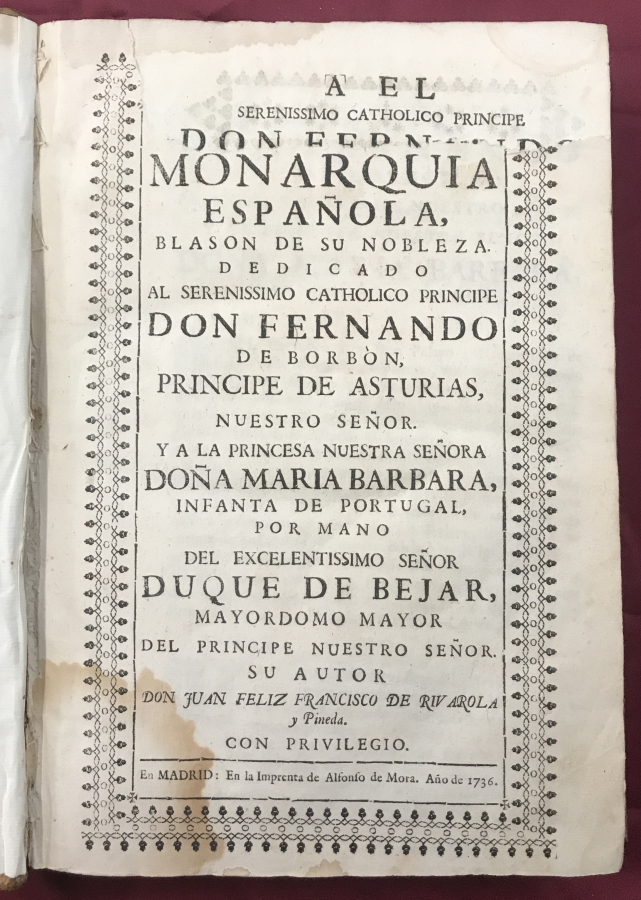 A EL
SERENISSIMO CATHOLICO PRINCIPE
DON FERNANDO
MONARQUIA
ESPAÑOLA,
BLASON DE SU NOBLEZA.
DEDICADO
AL SERENISSIMO CATHOLICO PRINCIPE
DON FERNANDO
DE BORBÒN,
PRINCIPE DE ASTURIAS,
NUESTRO SEÑOR.
Y A LA PRINCESA NUESTRA SEÑORA
DOÑA MARIA BARBARA,
INFANTA DE PORTUGAL,
POR MANO
DEL EXCELENTISSIMO SEÑOR
DUQUE DE BEJAR,
MAYORDOMO MAYOR
DEL PRINCIPE NUESTRO SEÑOR.
SU AUTOR
DON JUAN FELIZ FRANCISCO DE RIVAROLA
y Pineda.
CON PRIVILEGIO.
En MADRID: En la Imprenta de Alfonso de Mora. Año de 1736.